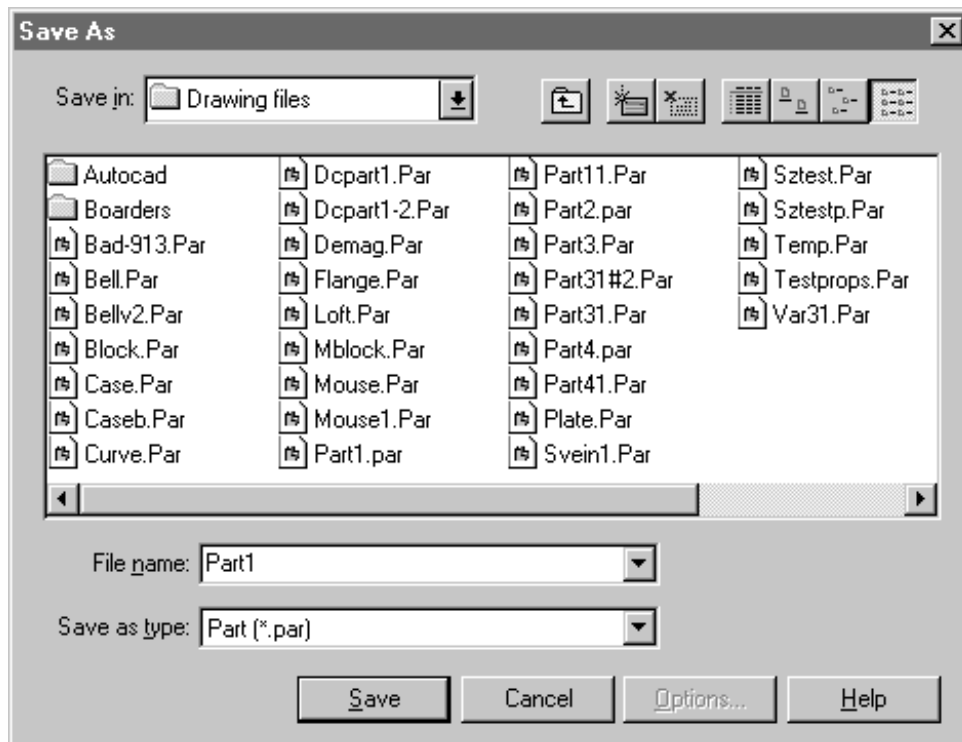 Save As
Save in: Drawing files
Autocad Dcpart1.Par Part11.Par Sztest.Par
Boarders Dcpart1-2.Par Part2.par Sztestp.Par
Bad-913.Par Demag.Par Part3.Par Temp.Par
Bell.Par Flange.Par Part31#2.Par Testprops.Par
Bellv2.Par Loft.Par Part31.Par Var31.Par
Block.Par Mblock.Par Part4.par
Case.Par Mouse.Par Part41.Par
Caseb.Par Mouse1.Par Plate.Par
Curve.Par Part1.par Svein1.Par
File name: Part1
Save as type: Part (*.par)
Save Cancel Options... Help